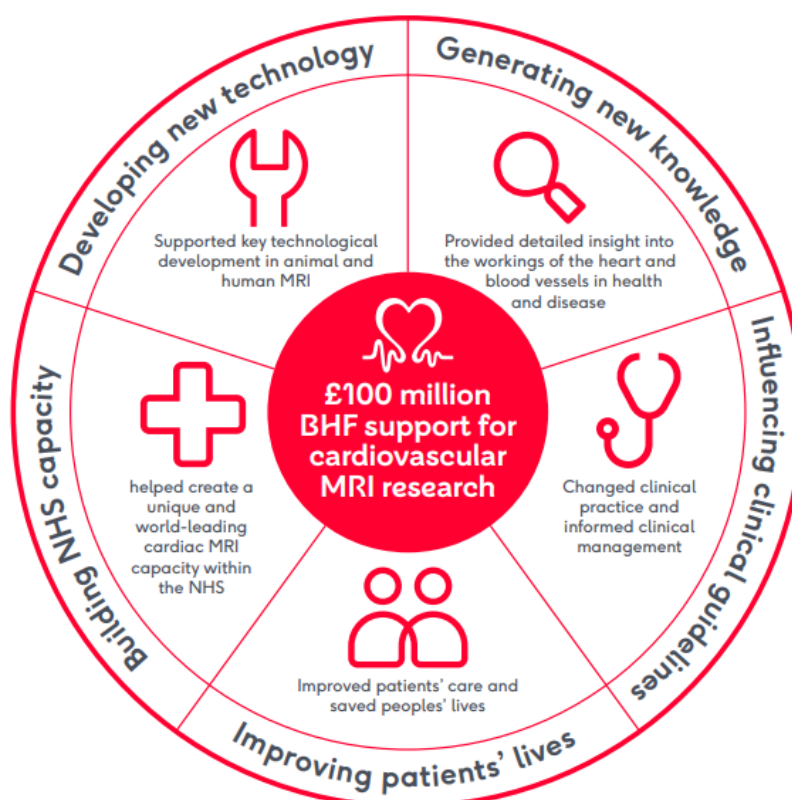 Developing new technology
Supported key technological
development in animal and
human MRI
Generating new knowledge
Provided detailed insight into
the workings of the heart and
blood vessels in health
and disease
£100 million
BHF support for
cardiovascular
MRI research
Building NHS capacity
helped create a
unique and
world-leading
cardiac MRI
capacity within
the NHS
Influencing clinical guidelines
Changed clinical
practice and
informed clinical
management
Improved patients' care and
saved peoples' lives
Improving patients' lives